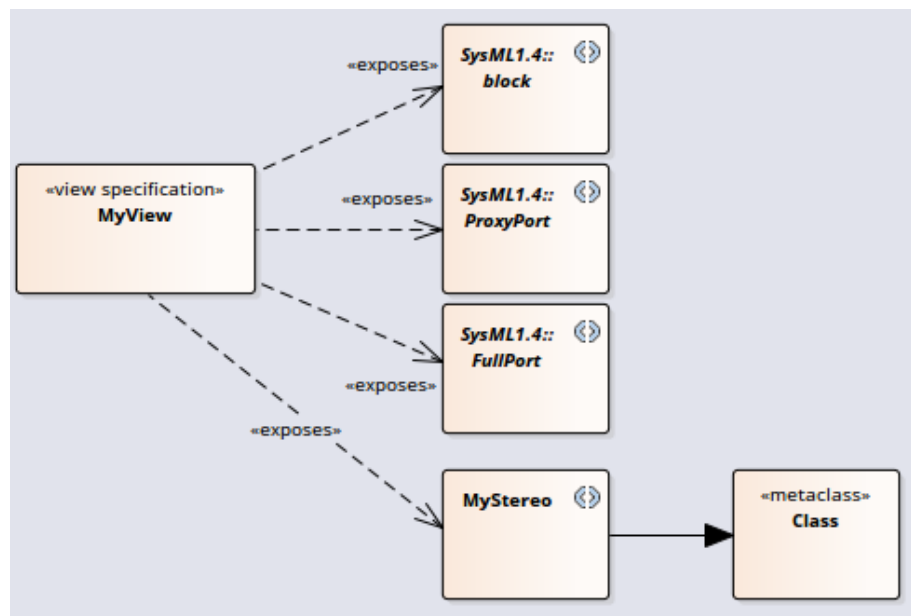 «exposes»
SysML1.4::
block
«view specification»
MyView
«exposes»
SysML1.4::
ProxyPort
SysML1.4::
FullPort
«exposes»
«exposes»
MyStereo
«metaclass»
Class